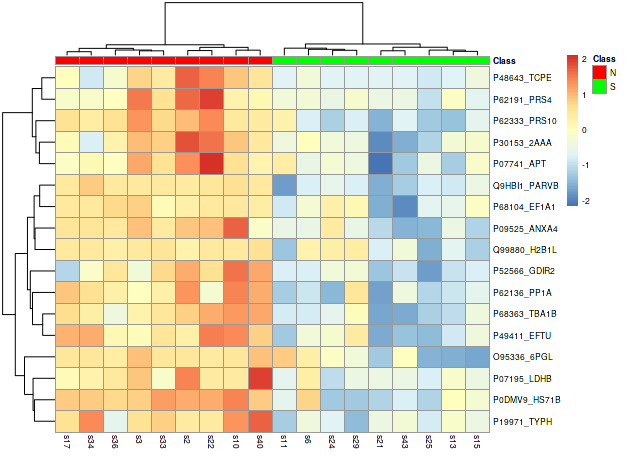 Class
P48643_TCPE
P62191_PRS4
P62333_PRS10
P30153_2AAA
P07741_APT
Q9HBI1_PARVB
P68104_EF1A1
P09525_ANXA4
Q99880_H2B1L
P52566_GDIR2
P62136_PP1A
P68363_TBA1B
P49411_EFTU
O95336_6PGL
P07195_LDHB
P0DMV9_HS71B
P19971_TYPH
s17 s34 s36 s3 s33 s2 s22 s10 s40 s11 s6 s24 s29 s21 s43 s25 s13 s15
2
1
0
-1
-2
Class
N
S